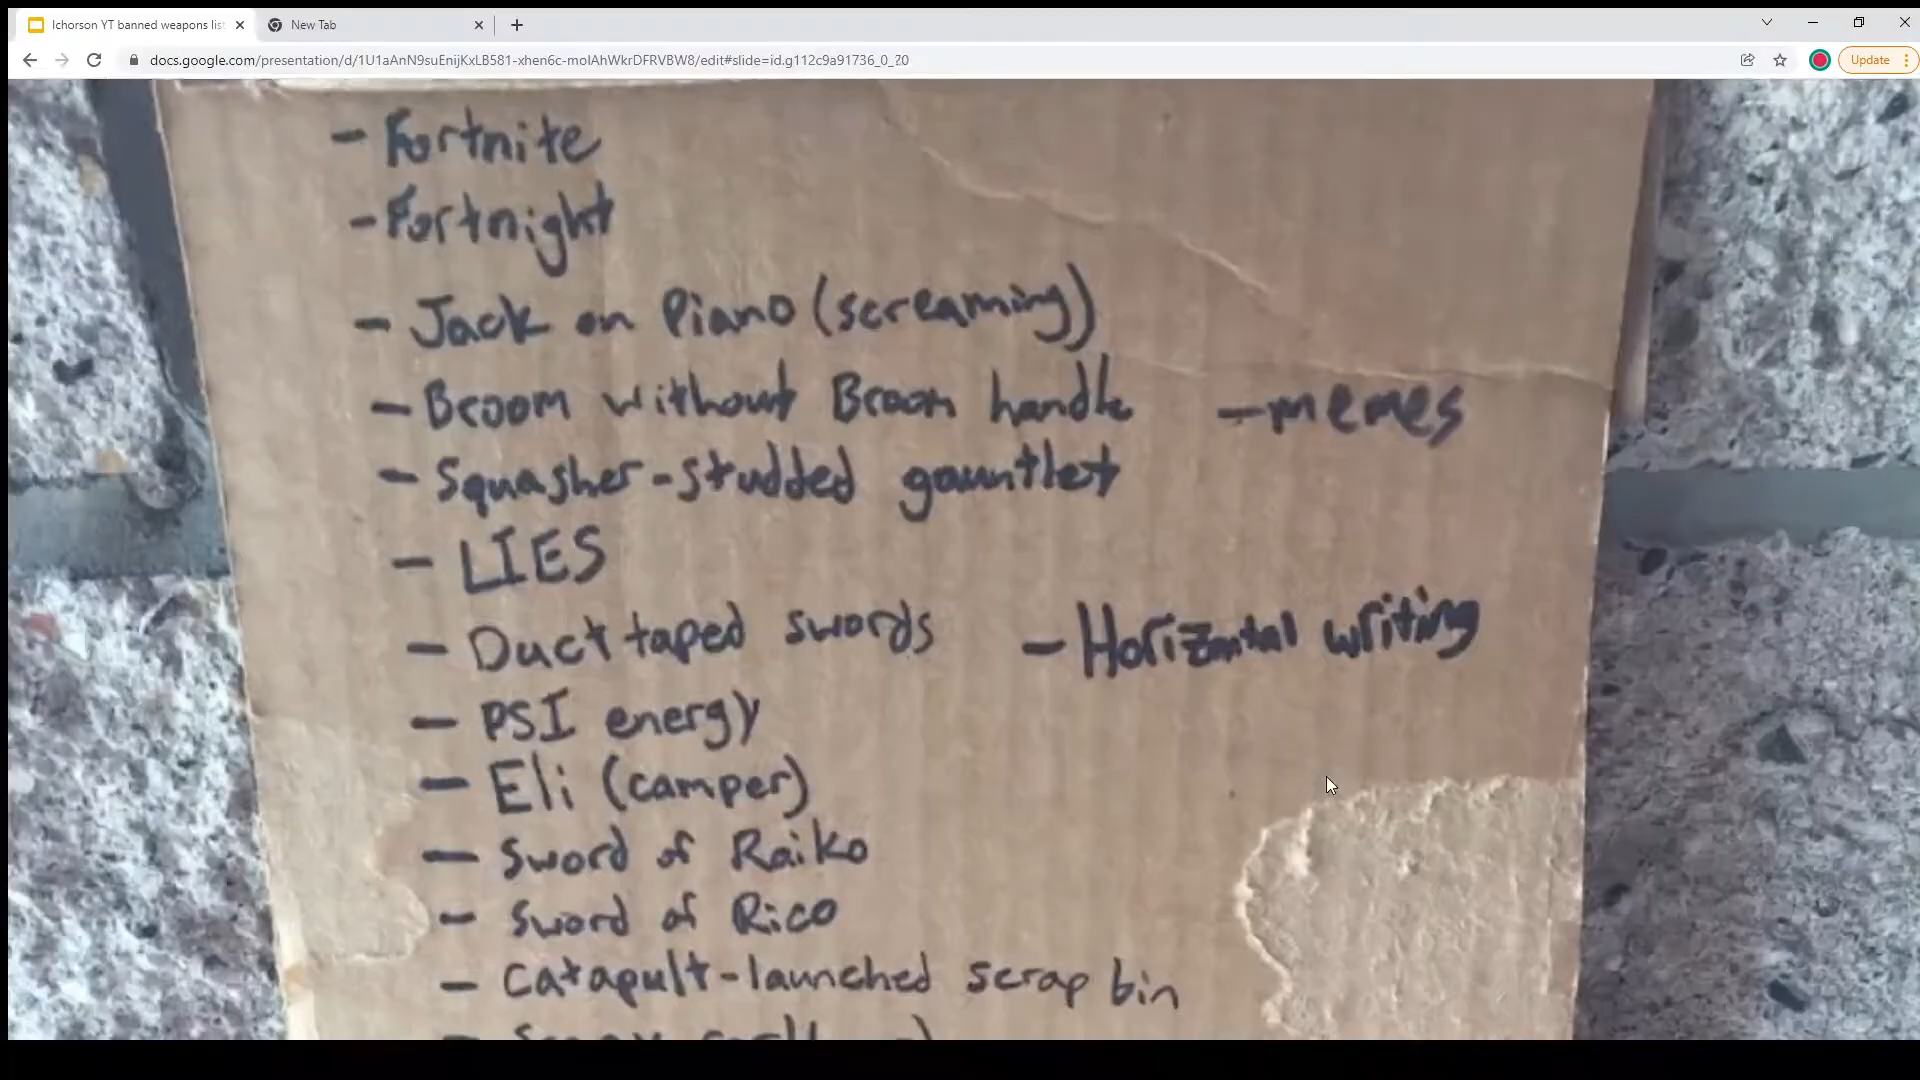 Ichorson YT banned weapons list
New Tab
docs.google.com/presentation/d/1U1aAnN9suEnijKxLB581-xhen6c-molAhWkrDFRVBW8/edit#slide=id.g112c9a91736_0_20
Update
- Fortnite
- Fortnight
- Jack on Piano (screaming)
- Broom without Broom handle
- memes
- Squasher-studded gauntlet
- LIES
- Duct taped swords
- Horizontal writing
- PSI energy
- Eli (camper)
- Sword of Raiko
- Sword of Rico
- Catapult-launched scrap bin